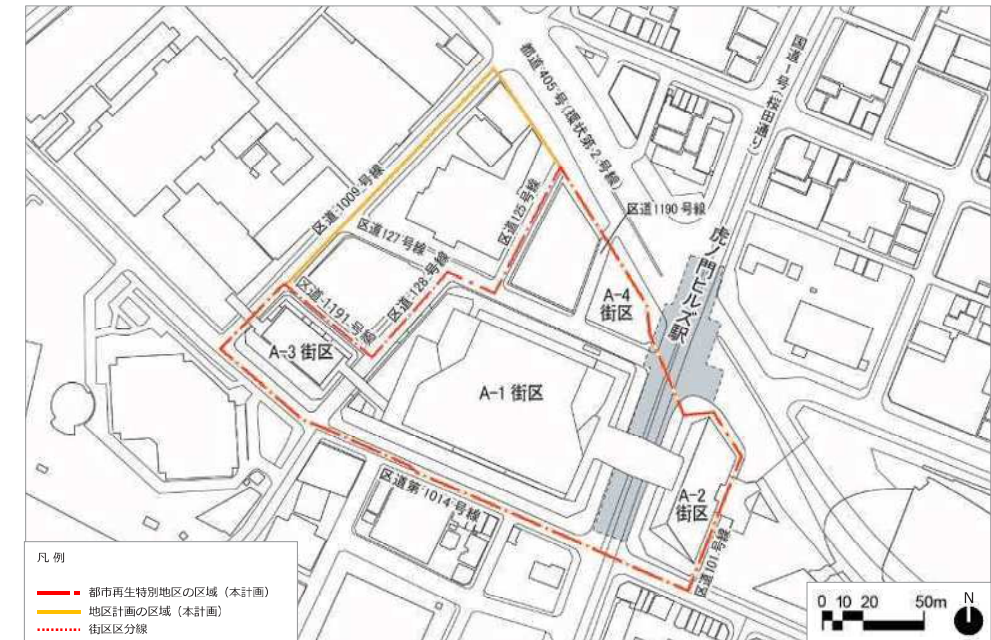 都道405号(環状第2号線)
国道1号(桜田通り)
区道1009号線
区道125号線
区道1190号線
区道127号線
区道128号線
虎ノ門ヒルズ駅
区道1191号線
A-4
街区
A-3 街区
A-1 街区
A-2
街区
区道第1014号線
区道101号線
凡例
都市再生特別地区の区域(本計画)
地区計画の区域(本計画)
街区区分線
0 10 20 50m
N